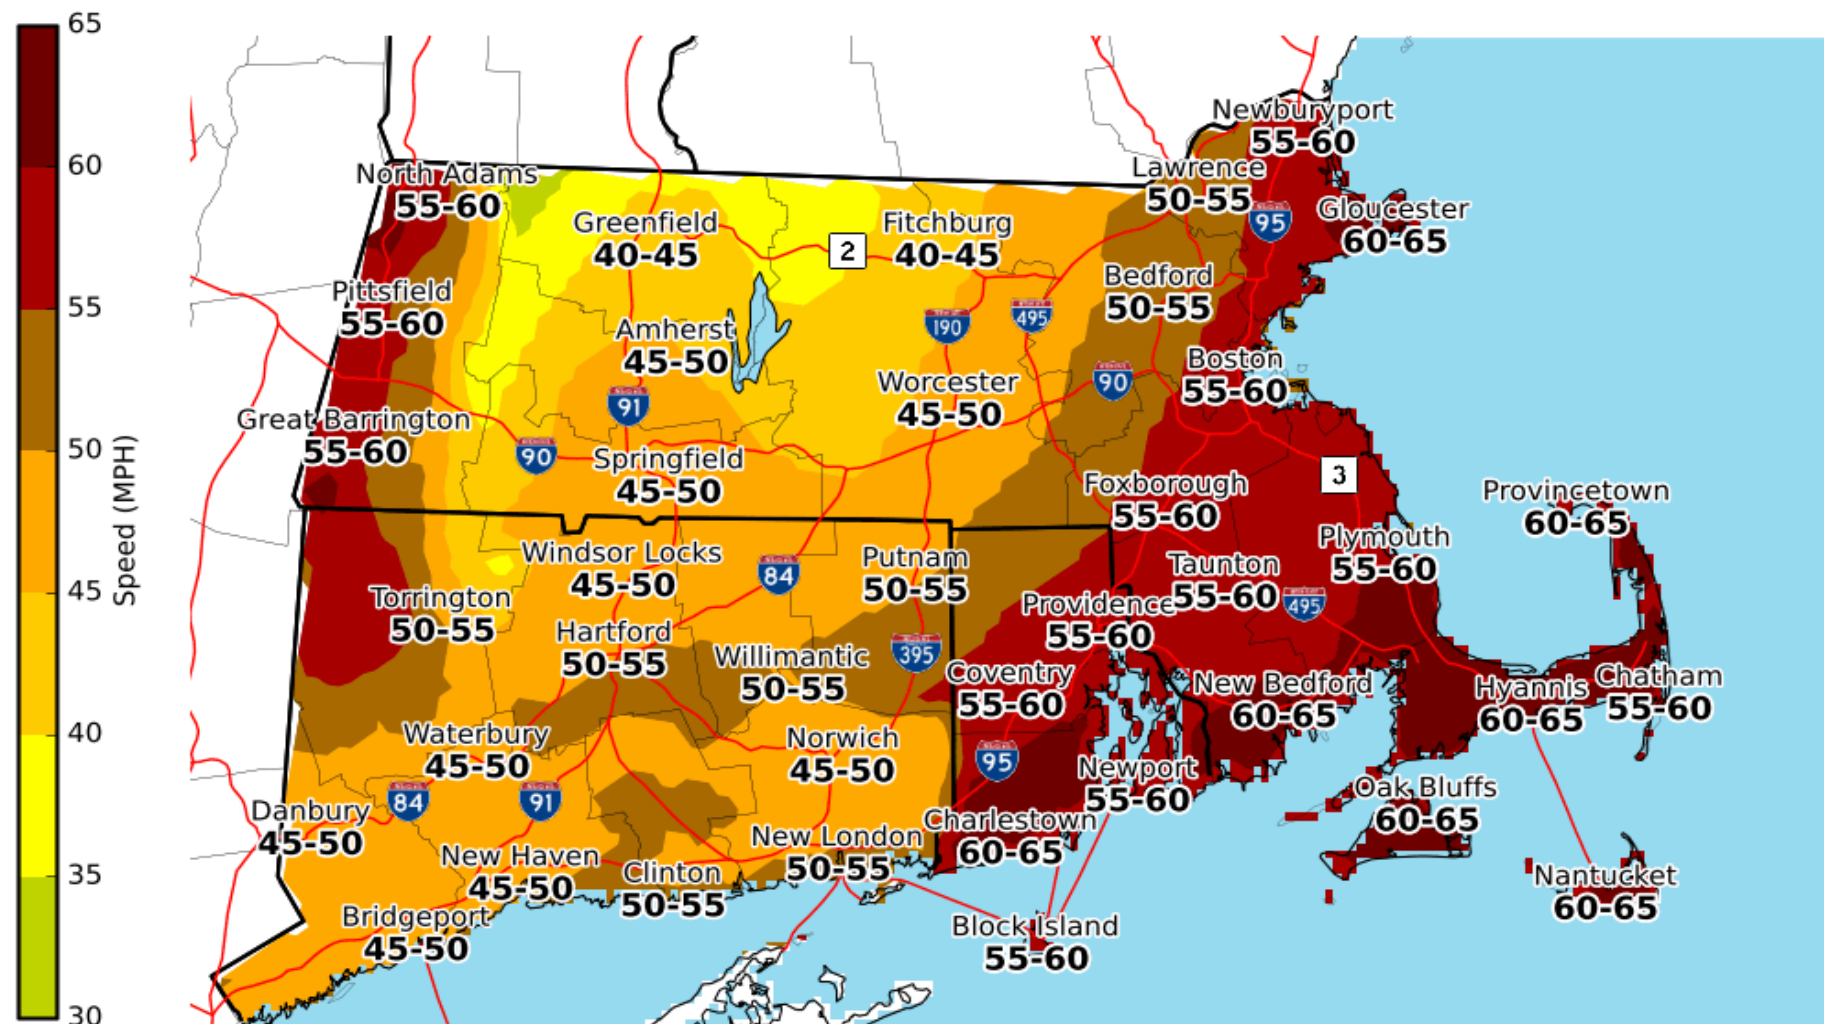 65
60
55
50
45
40
35
30
Speed (MPH)
Newburyport
55-60
North Adams
55-60
Lawrence
50-55
95
Gloucester
60-65
Greenfield
40-45
2
Fitchburg
40-45
Pittsfield
55-60
Bedford
50-55
Amherst
45-50
190
495
Boston
55-60
Worcester
45-50
90
91
Great Barrington
55-60
90
Springfield
45-50
3
Foxborough
55-60
Provincetown
60-65
Windsor Locks
45-50
84
Putnam
50-55
Plymouth
55-60
Taunton
55-60
495
Torrington
50-55
Providence
55-60
Hartford
50-55
395
Willimantic
50-55
Coventry
55-60
New Bedford
60-65
Hyannis
60-65
Chatham
55-60
Waterbury
45-50
Norwich
45-50
95
Newport
55-60
84
91
Oak Bluffs
60-65
Danbury
45-50
Charlestown
60-65
New Haven
45-50
Clinton
50-55
New London
50-55
Nantucket
60-65
Bridgeport
45-50
Block Island
55-60